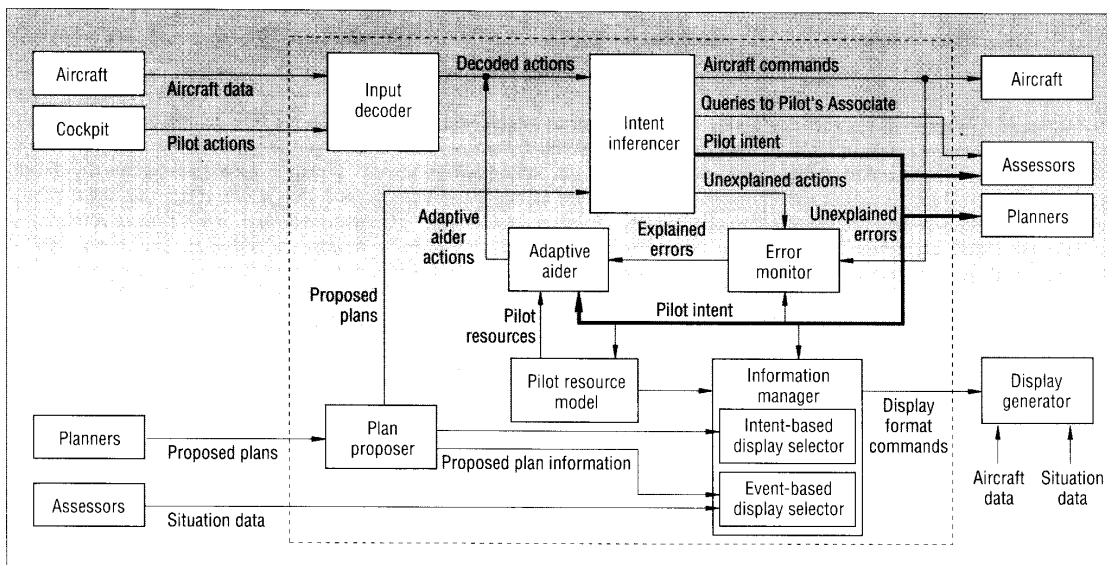 Aircraft
Aircraft data
Cockpit
Pilot actions
Input
decoder
Decoded actions
Intent
inferencer
Aircraft commands
Queries to Pilot's Associate
Pilot intent
Unexplained actions
Aircraft
Assessors
Planners
Unexplained
errors
Adaptive
aider
actions
Adaptive
aider
Explained
errors
Error
monitor
Proposed
plans
Pilot
resources
Pilot intent
Pilot resource
model
Information
manager
Intent-based
display selector
Event-based
display selector
Display
format
commands
Display
generator
Aircraft
data
Situation
data
Planners
Proposed plans
Plan
proposer
Proposed plan information
Assessors
Situation data